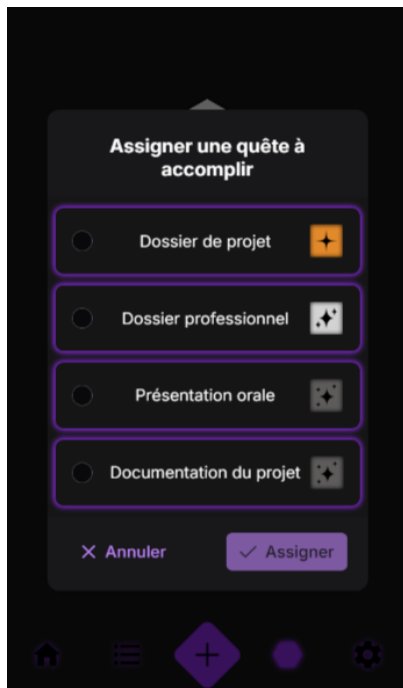 Assigner une quête à
accomplir
Dossier de projet
Dossier professionnel
Présentation orale
Documentation du projet
Annuler
Assigner